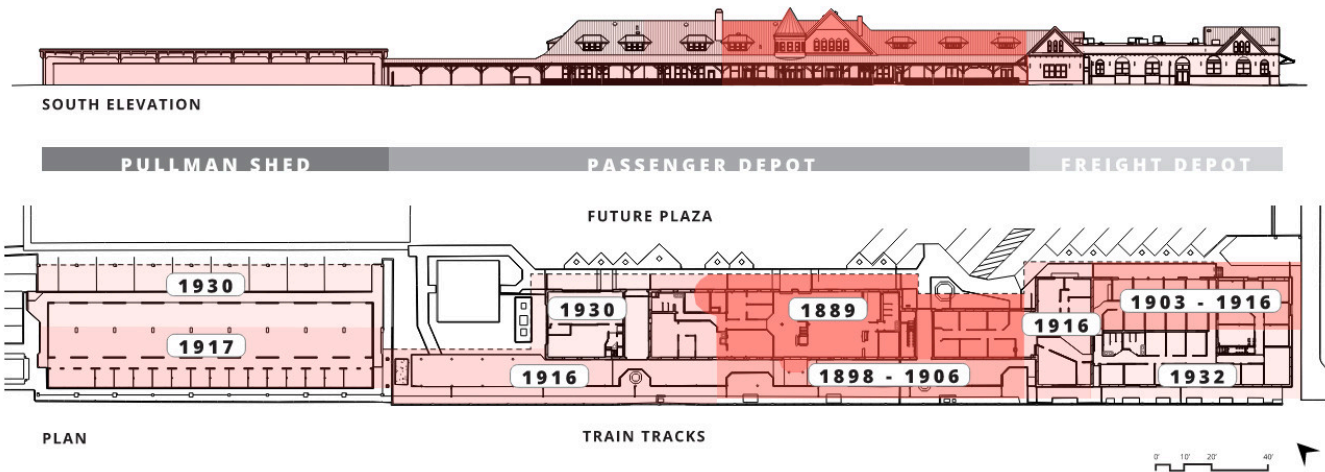 SOUTH ELEVATION
PULLMAN SHED
PASSENGER DEPOT
FREIGHT DEPOT
FUTURE PLAZA
1930
1917
1930
1916
1889
1898 - 1906
1916
1903 - 1916
1932
PLAN
TRAIN TRACKS
0' 10' 20' 40'